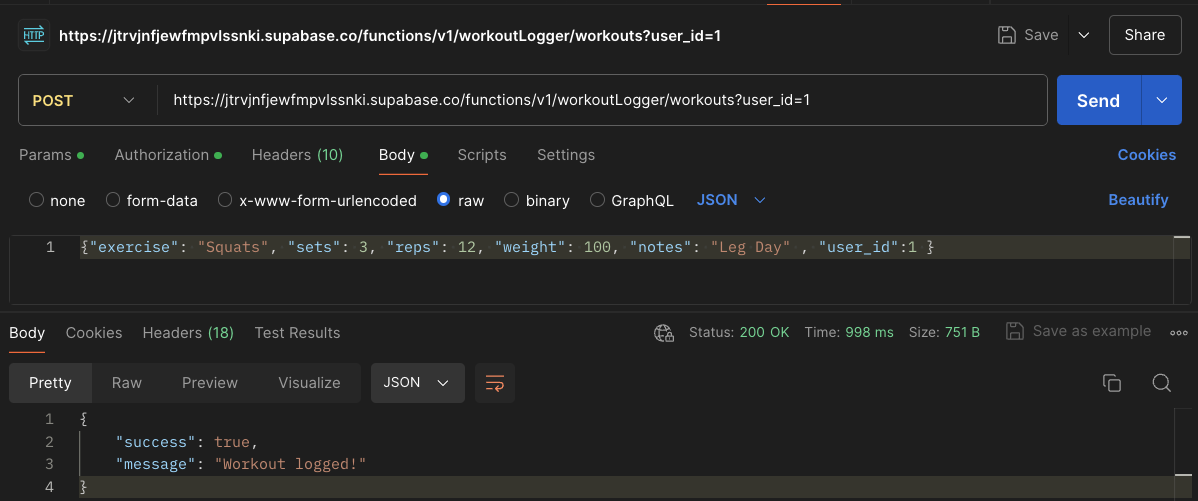 HTTP https://jtrvjnfjewfmpvlssnki.supabase.co/functions/v1/workoutLogger/workouts?user_id=1 Save Share
POST https://jtrvjnfjewfmpvlssnki.supabase.co/functions/v1/workoutLogger/workouts?user_id=1 Send
Params Authorization Headers (10) Body Scripts Settings Cookies
none form-data x-www-form-urlencoded raw binary GraphQL JSON Beautify
1 {"exercise": "Squats", "sets": 3, "reps": 12, "weight": 100, "notes": "Leg Day" , "user_id":1 }
Body Cookies Headers (18) Test Results Status: 200 OK Time: 998 ms Size: 751 B Save as example
Pretty Raw Preview Visualize JSON
1 {
2 "success": true,
3 "message": "Workout logged!"
4 }